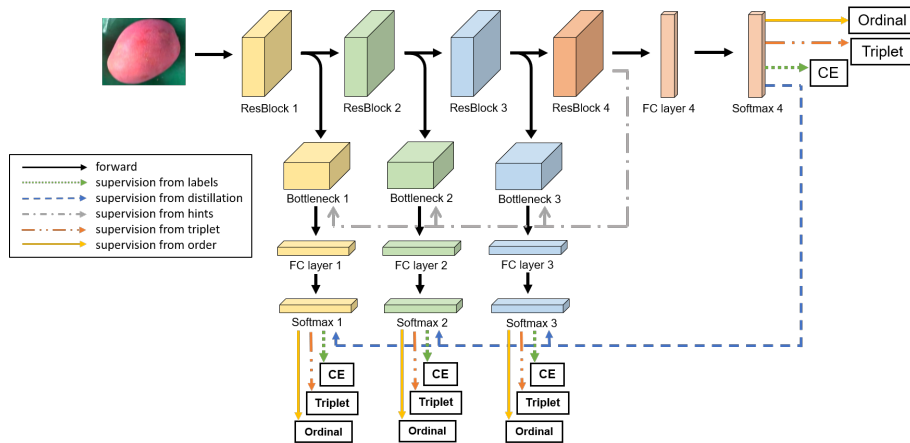 Ordinal
Triplet
CE
ResBlock 1
ResBlock 2
ResBlock 3
ResBlock 4
FC layer 4
Softmax 4
forward
supervision from labels
supervision from distillation
supervision from hints
supervision from triplet
supervision from order
Bottleneck 1
Bottleneck 2
Bottleneck 3
FC layer 1
FC layer 2
FC layer 3
Softmax 1
Softmax 2
Softmax 3
CE
CE
CE
Triplet
Triplet
Triplet
Ordinal
Ordinal
Ordinal